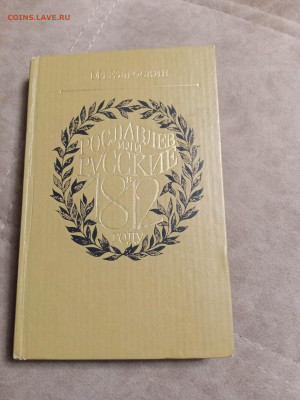 COINS.LAVE.RU
М·Н·ЗАГОСКИН
РОСЛАВЛЕВ
ИЛИ
РУССКИЕ
В
1812
ГОДУ